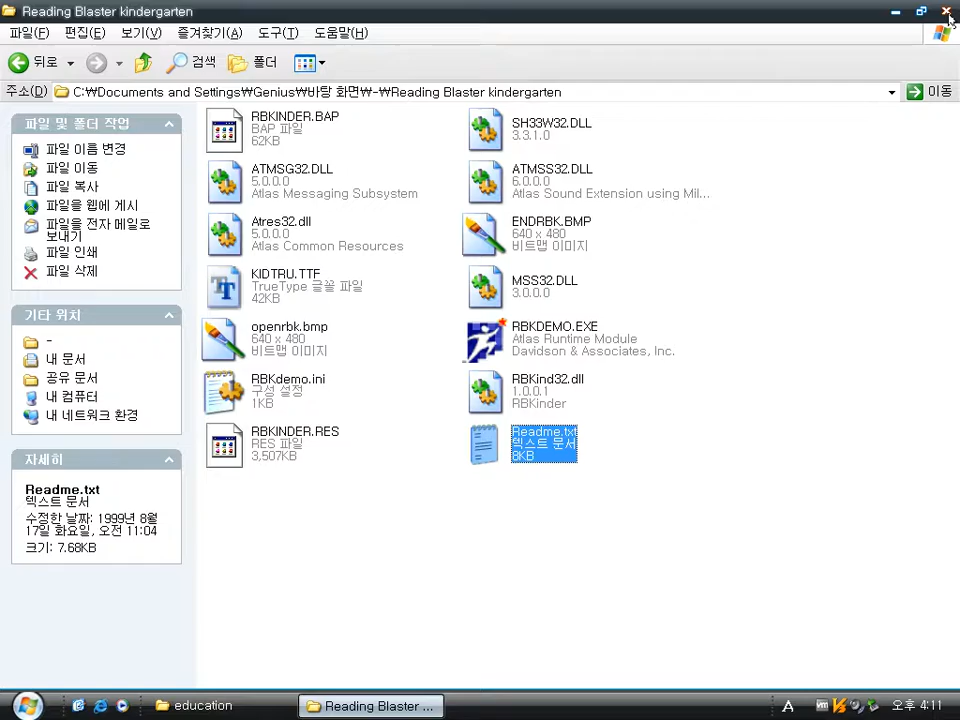 Reading Blaster kindergarten
파일(F) 편집(E) 보기(V) 즐겨찾기(A) 도구(T) 도움말(H)
뒤로 검색 폴더
주소(D) C:₩Documents and Settings₩Genius₩바탕 화면₩-₩Reading Blaster kindergarten 이동
파일 및 폴더 작업
파일 이름 변경
파일 이동
파일 복사
파일을 웹에 게시
파일을 전자 메일로
보내기
파일 인쇄
파일 삭제
기타 위치
-
내 문서
공유 문서
내 컴퓨터
내 네트워크 환경
자세히
Readme.txt
텍스트 문서
수정한 날짜: 1999년 8월
17일 화요일, 오전 11:04
크기: 7.68KB
RBKINDER.BAP
BAP 파일
62KB
SH33W32.DLL
3.3.1.0
ATMSG32.DLL
5.0.0.0
Atlas Messaging Subsystem
ATMSS32.DLL
6.0.0.0
Atlas Sound Extension using Mil...
Atres32.dll
5.0.0.0
Atlas Common Resources
ENDRBK.BMP
640 x 480
비트맵 이미지
KIDTRU.TTF
TrueType 글꼴 파일
42KB
MSS32.DLL
3.0.0.0
openrbk.bmp
640 x 480
비트맵 이미지
RBKDEMO.EXE
Atlas Runtime Module
Davidson & Associates, Inc.
RBKdemo.ini
구성 설정
1KB
RBKind32.dll
1.0.0.1
RBKinder
RBKINDER.RES
RES 파일
3,507KB
Readme.txt
텍스트 문서
8KB
education Reading Blaster ... A 오후 4:11